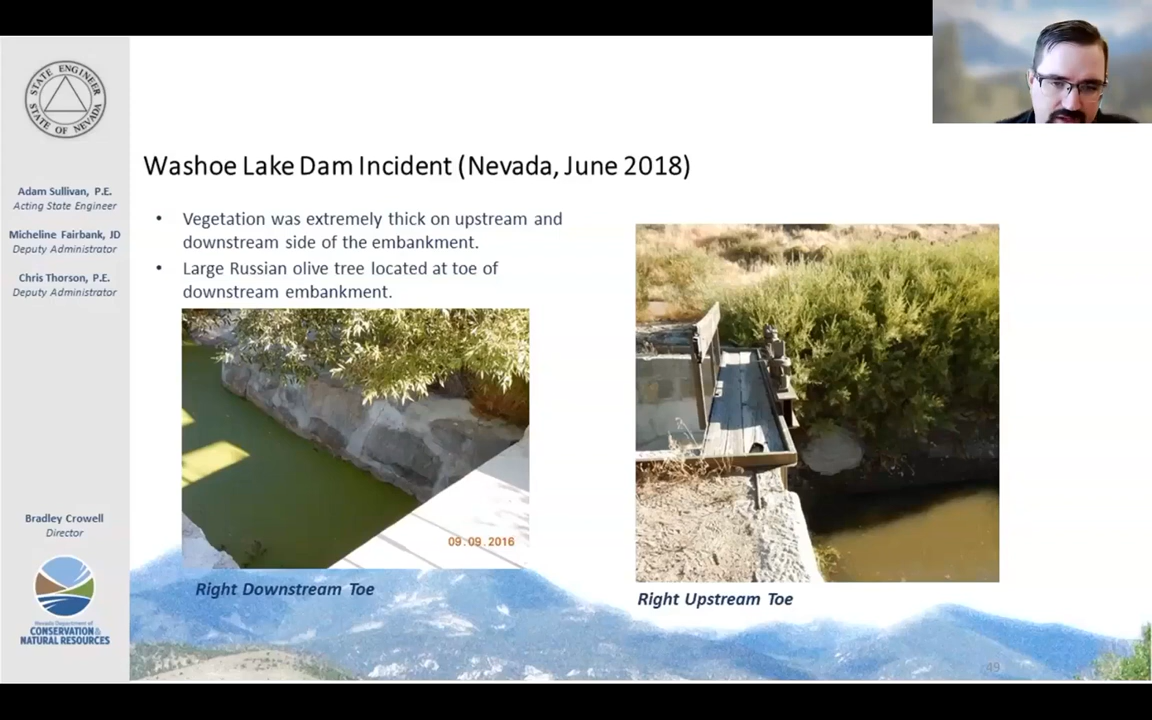 STATE ENGINEER
STATE OF NEVADA
Adam Sullivan, P.E.
Acting State Engineer
Micheline Fairbank, JD
Deputy Administrator
Chris Thorson, P.E.
Deputy Administrator
Bradley Crowell
Director
Nevada Department of
CONSERVATION &
NATURAL RESOURCES
Washoe Lake Dam Incident (Nevada, June 2018)
• Vegetation was extremely thick on upstream and
downstream side of the embankment.
• Large Russian olive tree located at toe of
downstream embankment.
09.09.2016
Right Downstream Toe
Right Upstream Toe
49